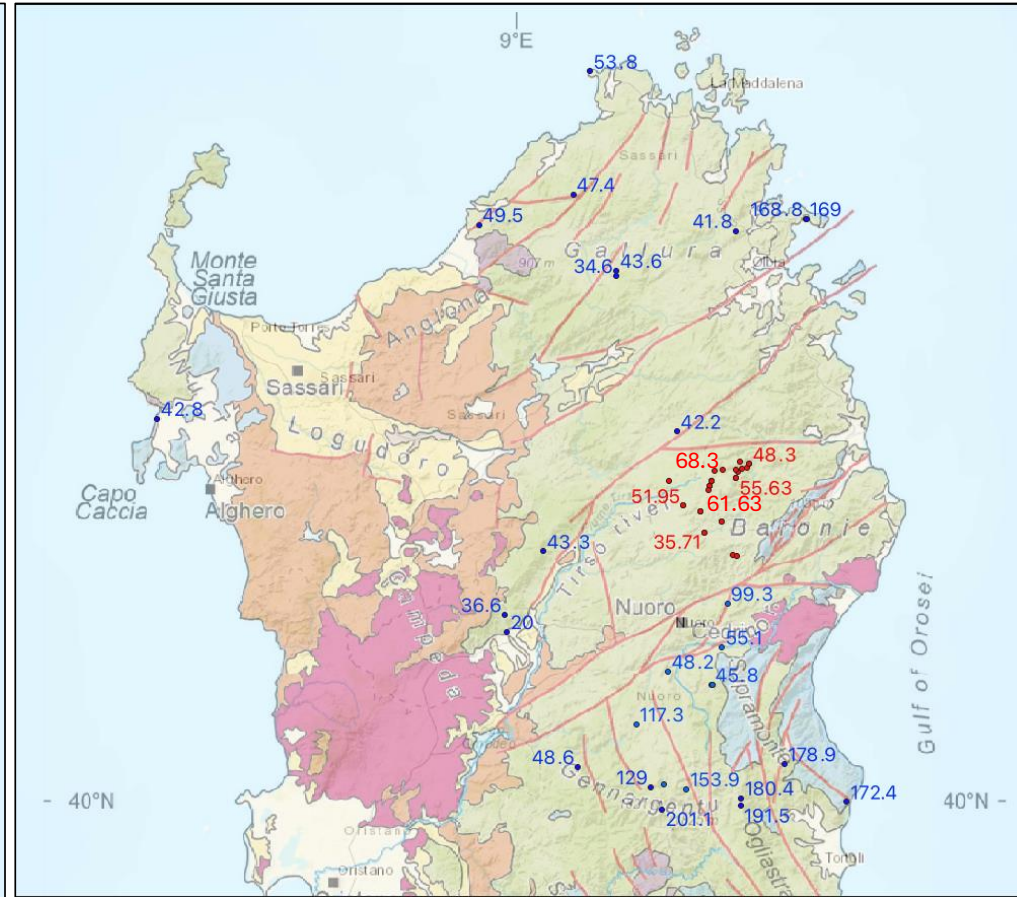 9°E
53.8
La Maddalena
Sassari
47.4
49.5
168.8
169
41.8
Gallura
Monte
Santa
Giusta
907 m
34.6
43.6
Olbia
Anglona
Porto Torres
Sassari
Sassari
Sassari
42.8
Logudoro
42.2
68.3
48.3
Capo
Caccia
Alghero
Alghero
51.95
55.63
61.63
Tirso river
Baronie
35.71
43.3
Campeda
99.3
36.6
20
Nuoro
Nuoro
Cedrino
55.1
Gulf of Orosei
48.2
45.8
Supramonte
Nuoro
117.3
178.9
48.6
Gennargentu
129
153.9
180.4
172.4
40°N
40°N
201.1
191.5
Oristano
Ogliastra
Oristano